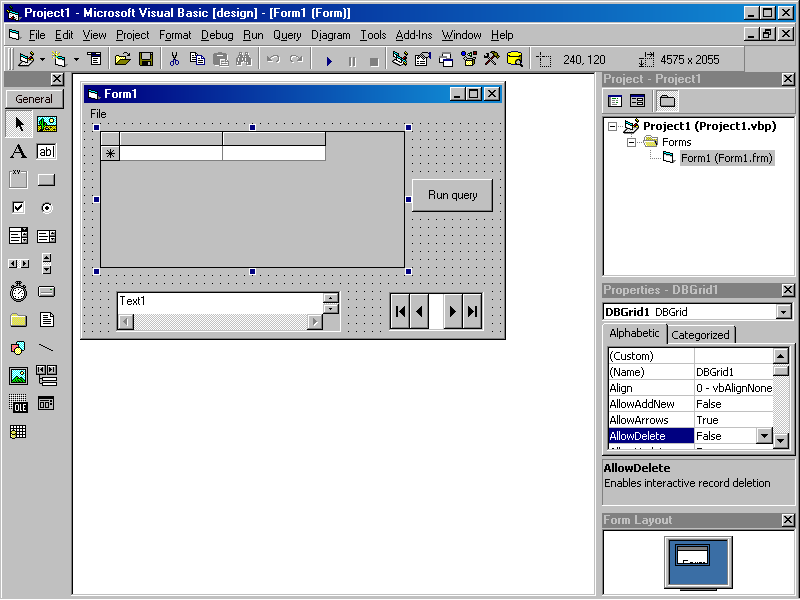 Project1 - Microsoft Visual Basic [design] - [Form1 (Form)]
File Edit View Project Format Debug Run Query Diagram Tools Add-Ins Window Help
240, 120 4575 x 2055
General
A ab|
XV
OLE
Form1
File
Run query
Text1
Project - Project1
Project1 (Project1.vbp)
Forms
Form1 (Form1.frm)
Properties - DBGrid1
DBGrid1 DBGrid
Alphabetic Categorized
(Custom)
(Name) DBGrid1
Align 0 - vbAlignNone
AllowAddNew False
AllowArrows True
AllowDelete False
AllowDelete
Enables interactive record deletion
Form Layout